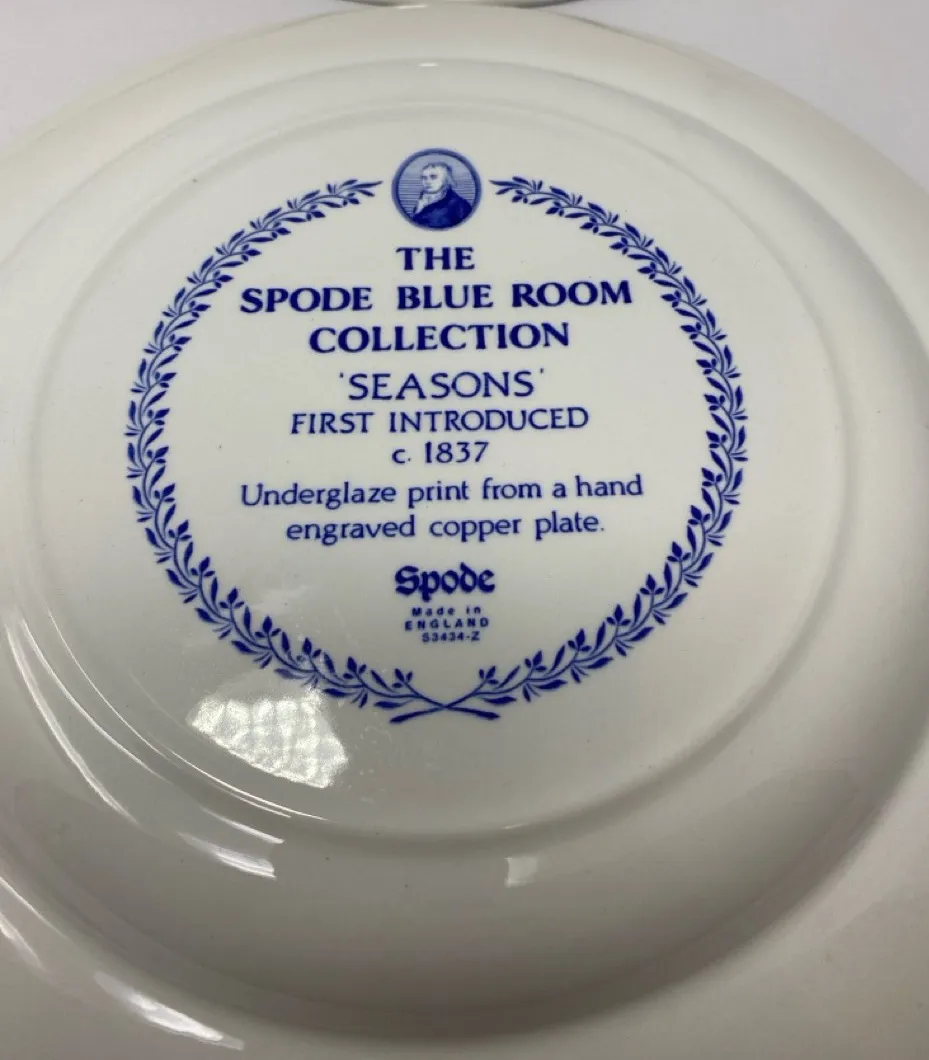 THE
SPODE BLUE ROOM
COLLECTION
'SEASONS'
FIRST INTRODUCED
c. 1837
Underglaze print from a hand
engraved copper plate.
Spode
Made in
ENGLAND
S3434-Z